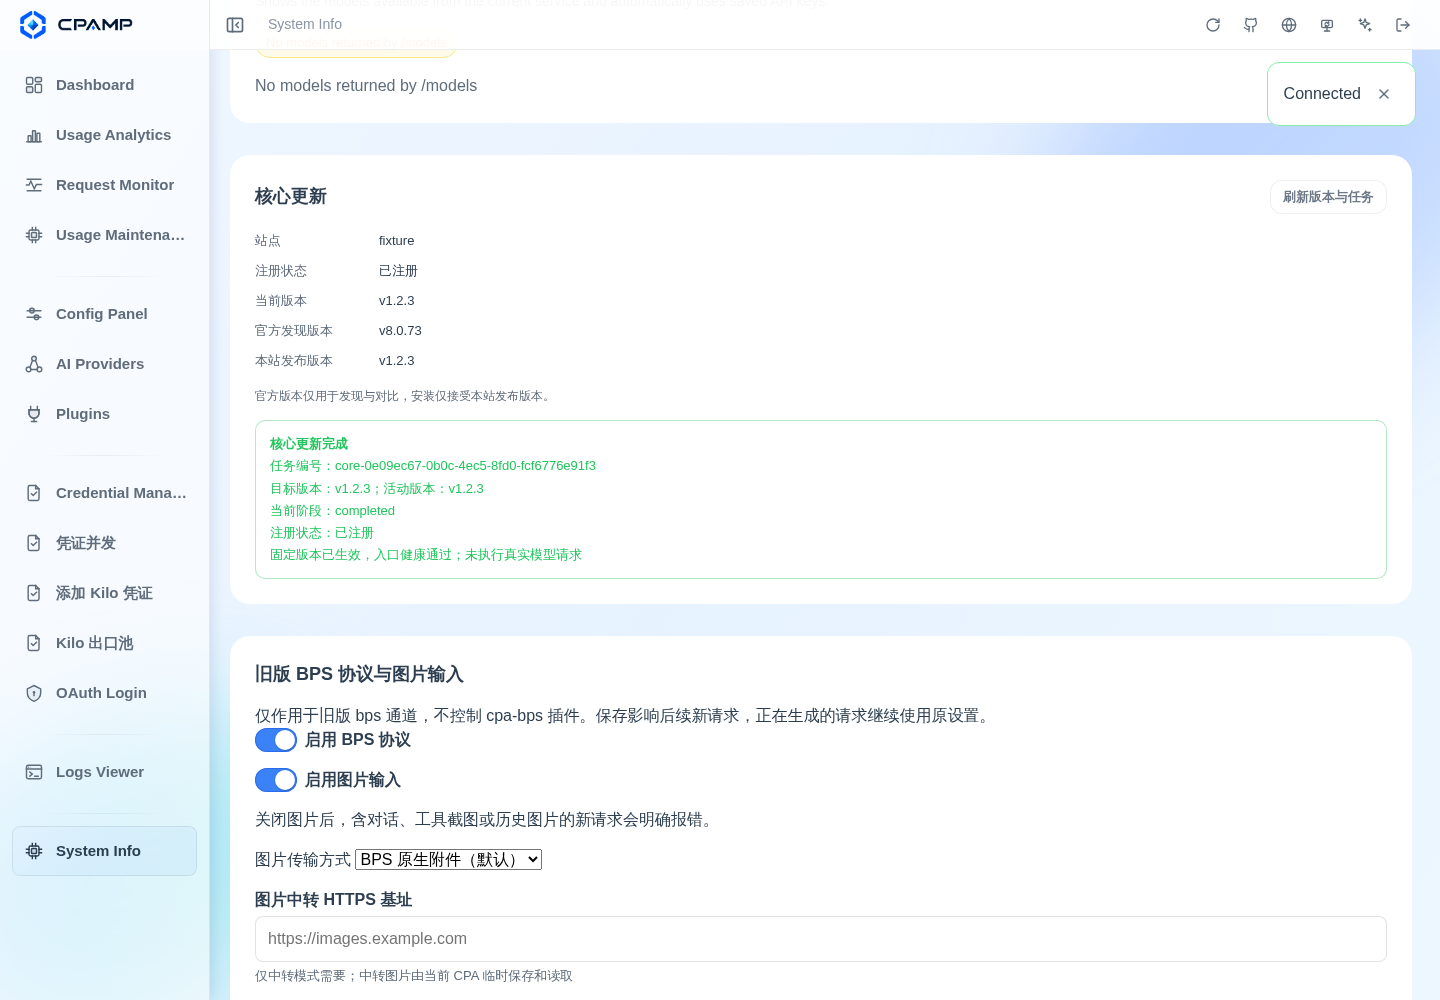 CPAMP
System Info
Dashboard
Usage Analytics
Request Monitor
Usage Maintena…
Config Panel
AI Providers
Plugins
Credential Mana…
凭证并发
添加 Kilo 凭证
Kilo 出口池
OAuth Login
Logs Viewer
System Info
No models returned by /models
Connected
核心更新
刷新版本与任务
站点 fixture
注册状态 已注册
当前版本 v1.2.3
官方发现版本 v8.0.73
本站发布版本 v1.2.3
官方版本仅用于发现与对比，安装仅接受本站发布版本。
核心更新完成
任务编号：core-0e09ec67-0b0c-4ec5-8fd0-fcf6776e91f3
目标版本：v1.2.3；活动版本：v1.2.3
当前阶段：completed
注册状态：已注册
固定版本已生效，入口健康通过；未执行真实模型请求
旧版 BPS 协议与图片输入
仅作用于旧版 bps 通道，不控制 cpa-bps 插件。保存影响后续新请求，正在生成的请求继续使用原设置。
启用 BPS 协议
启用图片输入
关闭图片后，含对话、工具截图或历史图片的新请求会明确报错。
图片传输方式 BPS 原生附件（默认）
图片中转 HTTPS 基址
https://images.example.com
仅中转模式需要；中转图片由当前 CPA 临时保存和读取